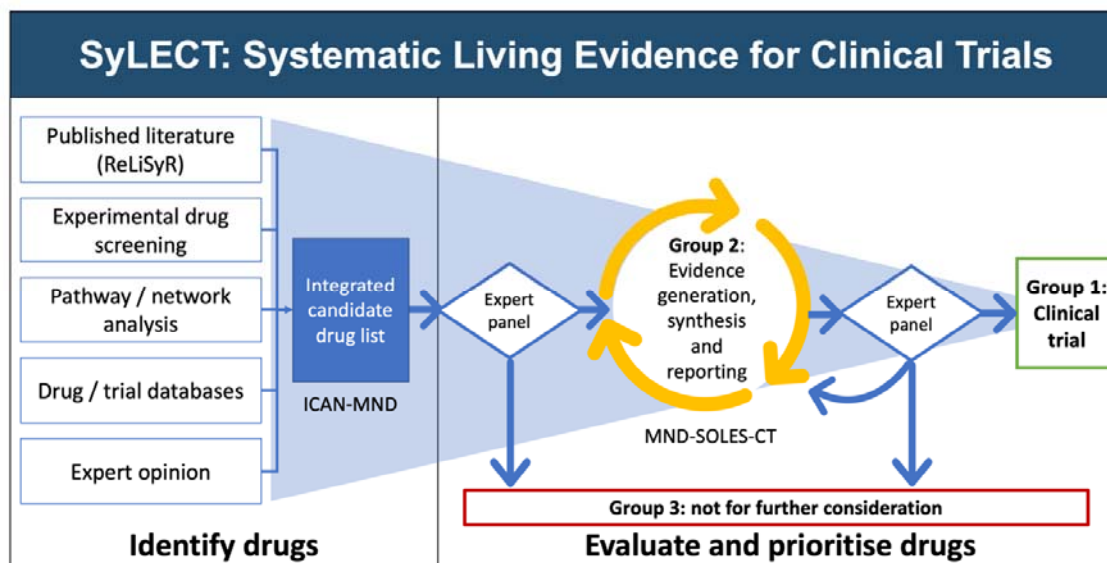 SyLECT: Systematic Living Evidence for Clinical Trials
Published literature
(ReLiSyR)
Experimental drug
screening
Pathway / network
analysis
Drug / trial databases
Expert opinion
Integrated
candidate
drug list
ICAN-MND
Expert
panel
Group 2:
Evidence
generation,
synthesis
and
reporting
MND-SOLES-CT
Expert
panel
Group 1:
Clinical
trial
Group 3: not for further consideration
Identify drugs
Evaluate and prioritise drugs